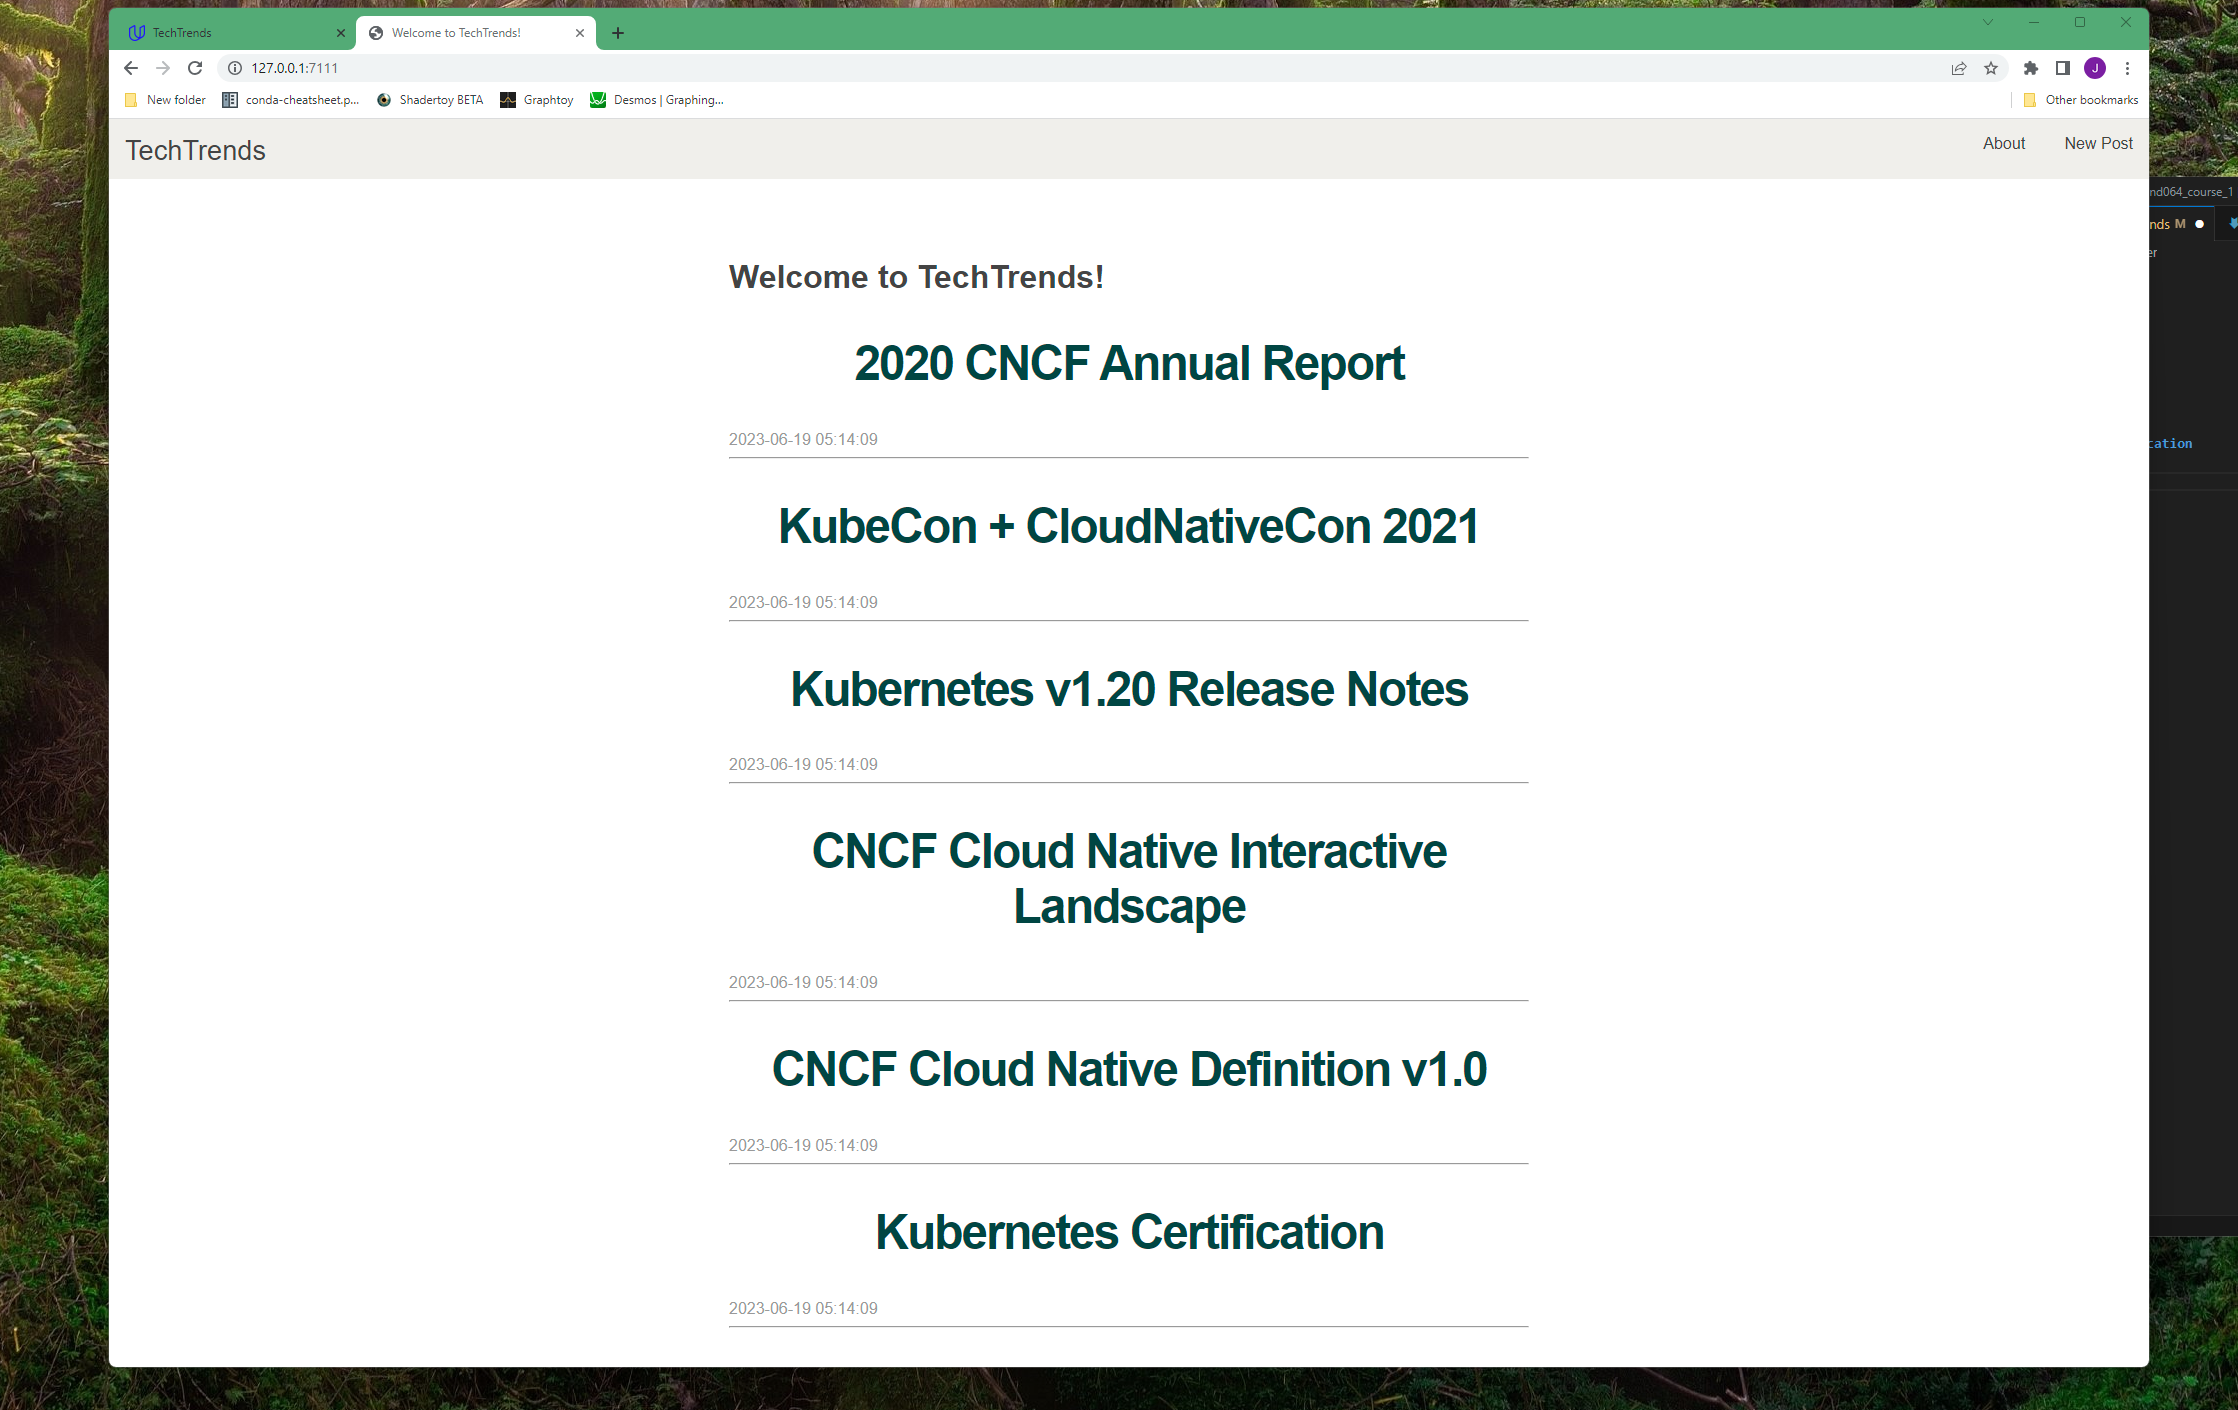 TechTrends
Welcome to TechTrends!
127.0.0.1:7111
J
New folder
conda-cheatsheet.p...
Shadertoy BETA
Graphtoy
Desmos | Graphing...
Other bookmarks
TechTrends
About
New Post
nd064_course_1
nds M
er
cation
Welcome to TechTrends!
2020 CNCF Annual Report
2023-06-19 05:14:09
KubeCon + CloudNativeCon 2021
2023-06-19 05:14:09
Kubernetes v1.20 Release Notes
2023-06-19 05:14:09
CNCF Cloud Native Interactive
Landscape
2023-06-19 05:14:09
CNCF Cloud Native Definition v1.0
2023-06-19 05:14:09
Kubernetes Certification
2023-06-19 05:14:09